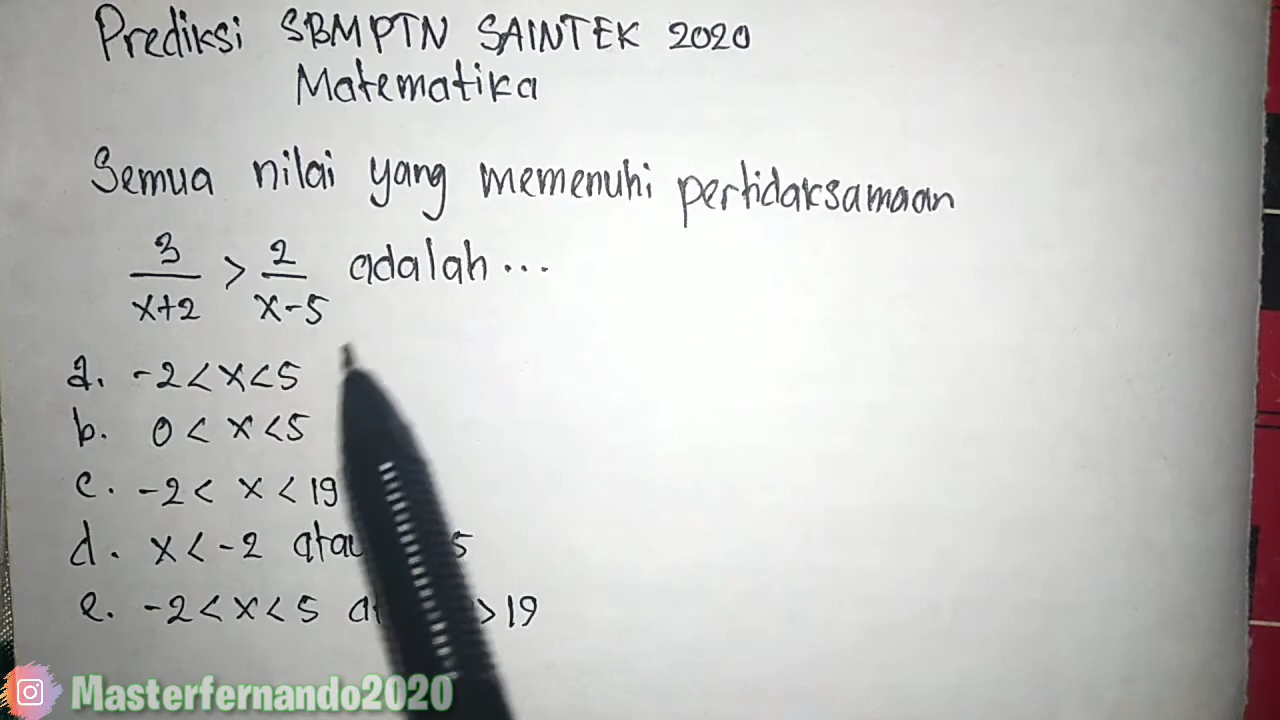 Prediksi SBMPTN SAINTEK 2020
Matematika
Semua nilai yang memenuhi pertidaksamaan
3/(x+2) > 2/(x-5) adalah...
a. -2 < x < 5
b. 0 < x < 5
c. -2 < x < 19
d. x < -2 atau 5
e. -2 < x < 5 > 19
Masterfernando2020